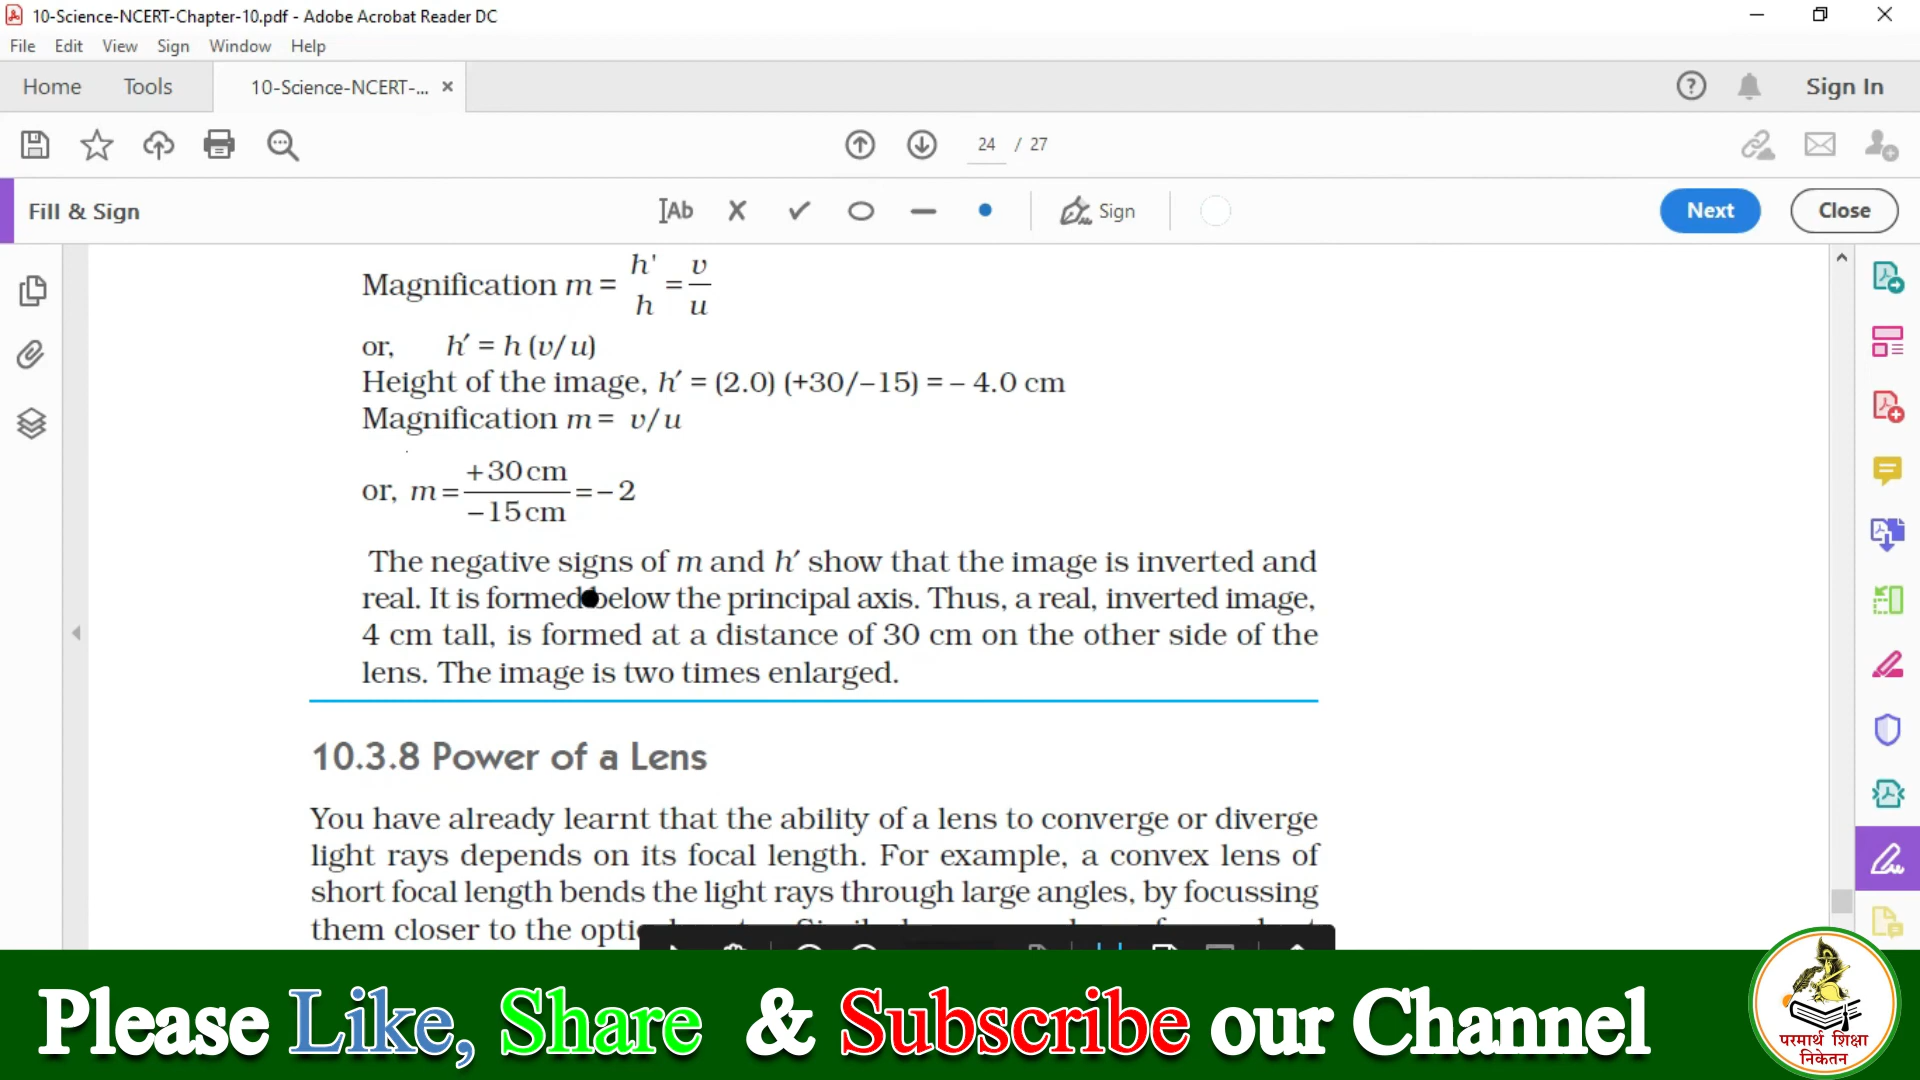 10-Science-NCERT-Chapter-10.pdf - Adobe Acrobat Reader DC
File Edit View Sign Window Help
Home Tools 10-Science-NCERT-... × Sign In
24 / 27
Fill & Sign Ab Sign Next Close
Magnification m = h'/h = v/u
or, h′ = h (v/u)
Height of the image, h′ = (2.0) (+30/–15) = – 4.0 cm
Magnification m = v/u
or, m = +30 cm / –15 cm = – 2
The negative signs of m and h′ show that the image is inverted and
real. It is formed below the principal axis. Thus, a real, inverted image,
4 cm tall, is formed at a distance of 30 cm on the other side of the
lens. The image is two times enlarged.
10.3.8 Power of a Lens
You have already learnt that the ability of a lens to converge or diverge
light rays depends on its focal length. For example, a convex lens of
short focal length bends the light rays through large angles, by focussing
them closer to the
Please Like, Share & Subscribe our Channel
परमार्थ शिक्षा
निकेतन